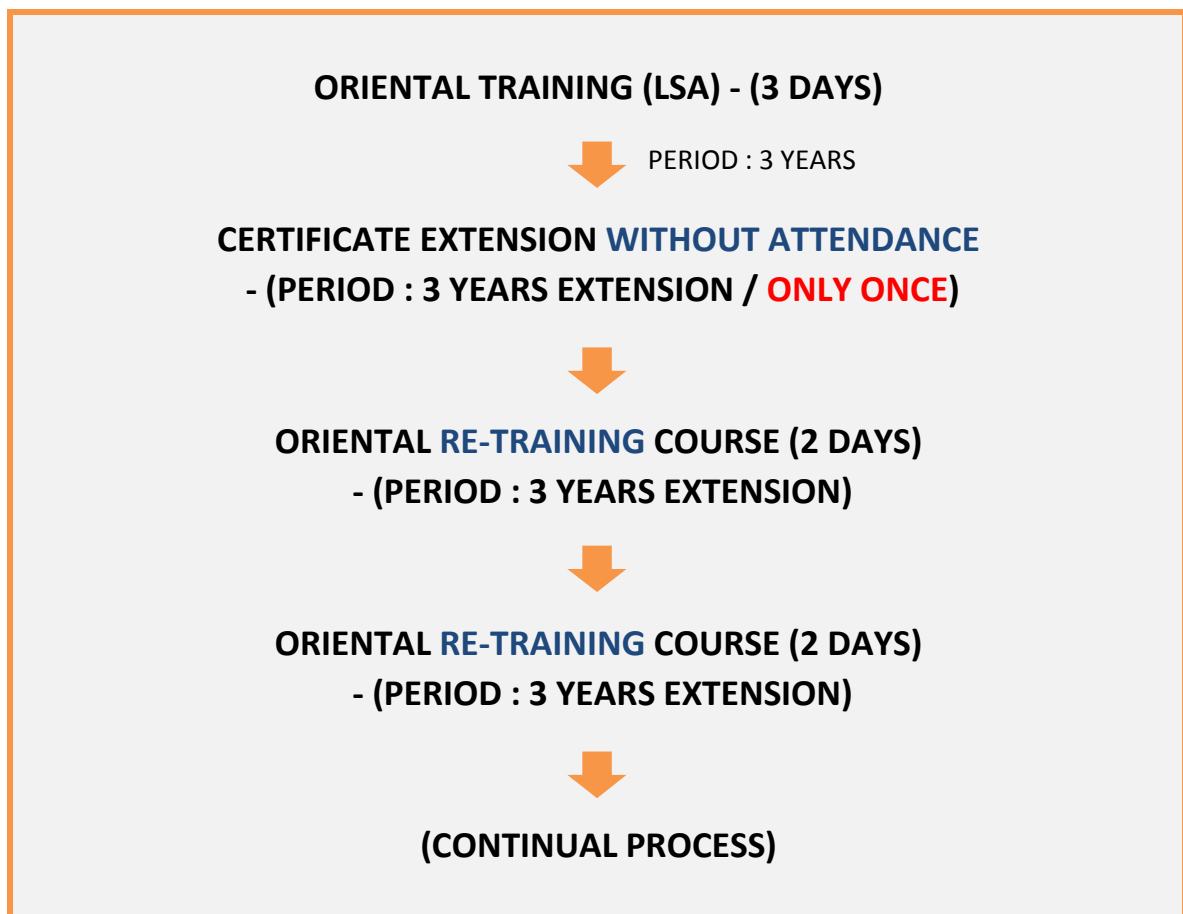 ORIENTAL TRAINING (LSA) - (3 DAYS)
PERIOD : 3 YEARS
CERTIFICATE EXTENSION WITHOUT ATTENDANCE
- (PERIOD : 3 YEARS EXTENSION / ONLY ONCE)
ORIENTAL RE-TRAINING COURSE (2 DAYS)
- (PERIOD : 3 YEARS EXTENSION)
ORIENTAL RE-TRAINING COURSE (2 DAYS)
- (PERIOD : 3 YEARS EXTENSION)
(CONTINUAL PROCESS)